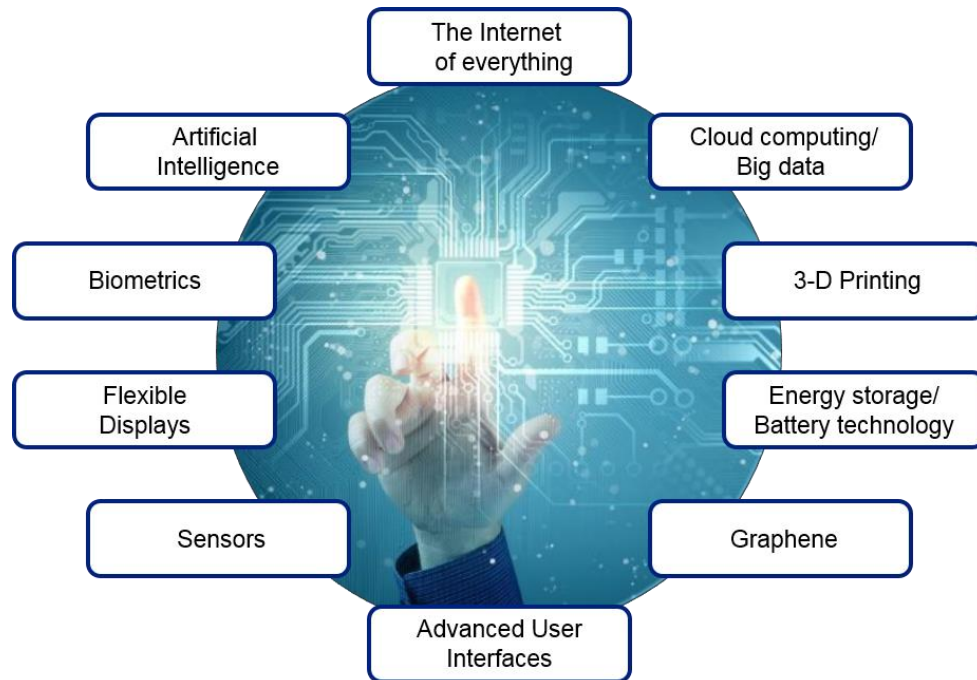 The Internet
of everything
Artificial
Intelligence
Cloud computing/
Big data
Biometrics
3-D Printing
Flexible
Displays
Energy storage/
Battery technology
Sensors
Graphene
Advanced User
Interfaces